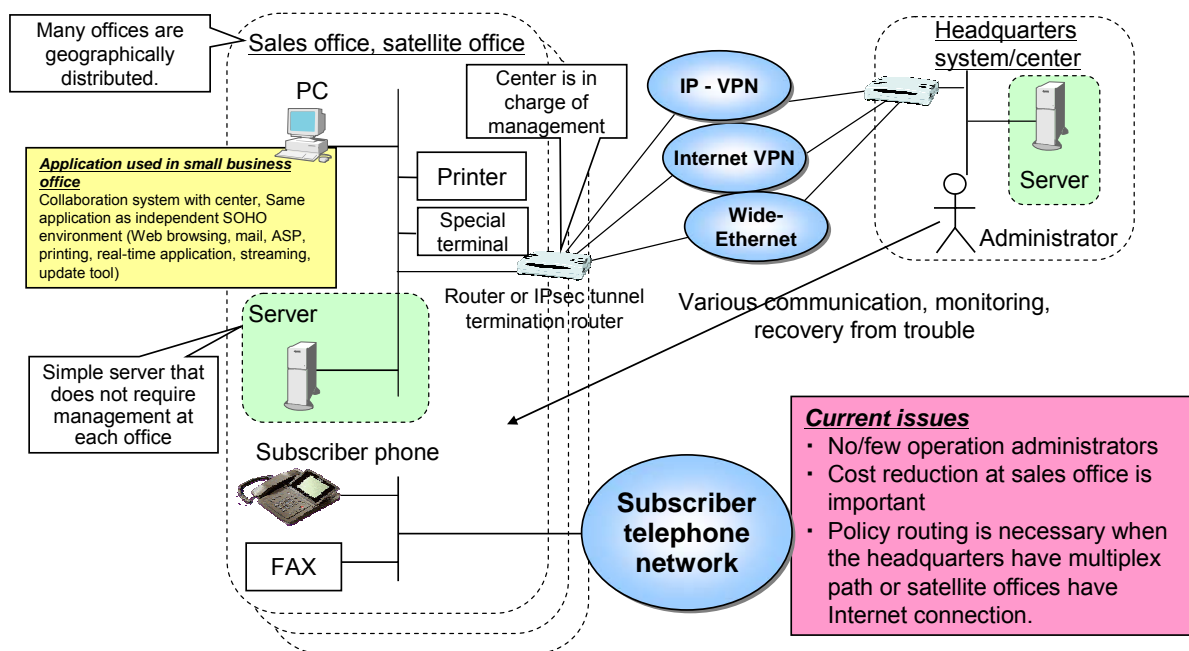 Many offices are
geographically
distributed.
Sales office, satellite office
PC
Center is in
charge of
management
Application used in small business
office
Collaboration system with center, Same
application as independent SOHO
environment (Web browsing, mail, ASP,
printing, real-time application, streaming,
update tool)
Printer
Special
terminal
Router or IPsec tunnel
termination router
Server
Simple server that
does not require
management at
each office
Subscriber phone
FAX
IP - VPN
Internet VPN
Wide-
Ethernet
Headquarters
system/center
Server
Administrator
Various communication, monitoring,
recovery from trouble
Subscriber
telephone
network
Current issues
・ No/few operation administrators
・ Cost reduction at sales office is
important
・ Policy routing is necessary when
the headquarters have multiplex
path or satellite offices have
Internet connection.